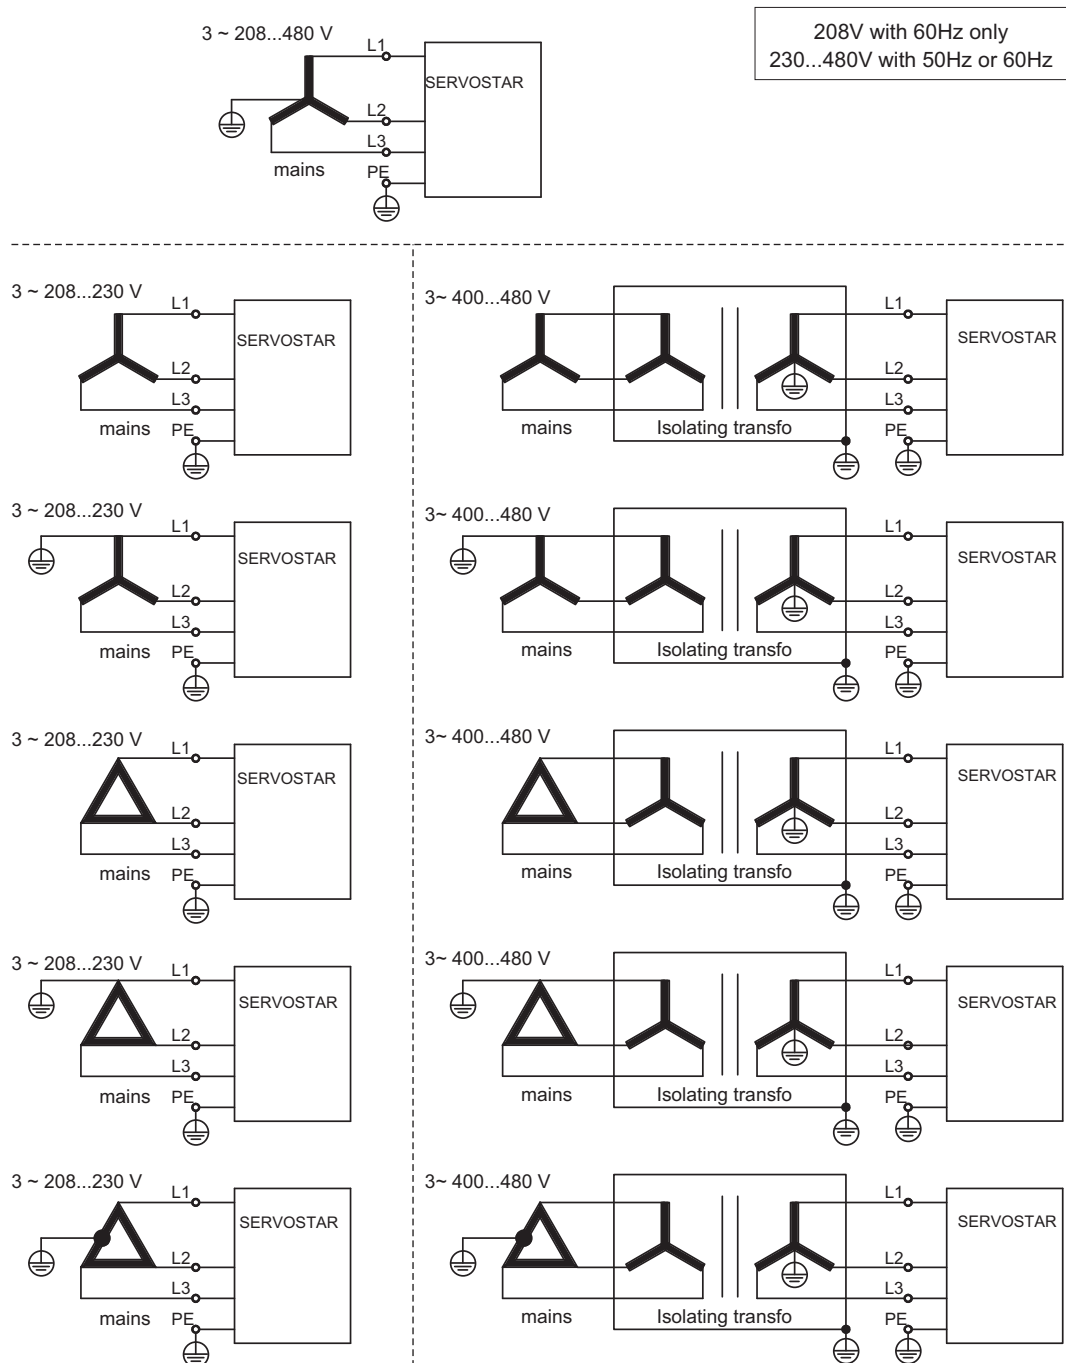 3 ~ 208...480 V
L1
SERVOSTAR
L2
L3
mains
PE
208V with 60Hz only
230...480V with 50Hz or 60Hz
3 ~ 208...230 V
L1
SERVOSTAR
L2
L3
mains
PE
3~ 400...480 V
L1
SERVOSTAR
L2
L3
mains
Isolating transfo
PE
3 ~ 208...230 V
L1
SERVOSTAR
L2
L3
mains
PE
3~ 400...480 V
L1
SERVOSTAR
L2
L3
mains
Isolating transfo
PE
3 ~ 208...230 V
L1
SERVOSTAR
L2
L3
mains
PE
3~ 400...480 V
L1
SERVOSTAR
L2
L3
mains
Isolating transfo
PE
3 ~ 208...230 V
L1
SERVOSTAR
L2
L3
mains
PE
3~ 400...480 V
L1
SERVOSTAR
L2
L3
mains
Isolating transfo
PE
3 ~ 208...230 V
L1
SERVOSTAR
L2
L3
mains
PE
3~ 400...480 V
L1
SERVOSTAR
L2
L3
mains
Isolating transfo
PE